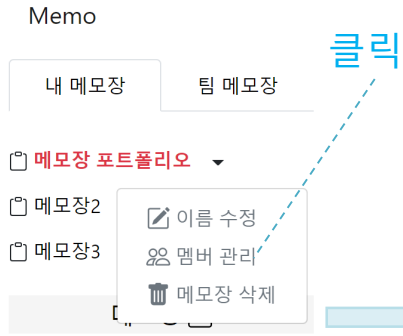 Memo
클릭
내 메모장 팀 메모장
메모장 포트폴리오
메모장2
이름 수정
멤버 관리
메모장3
메모장 삭제